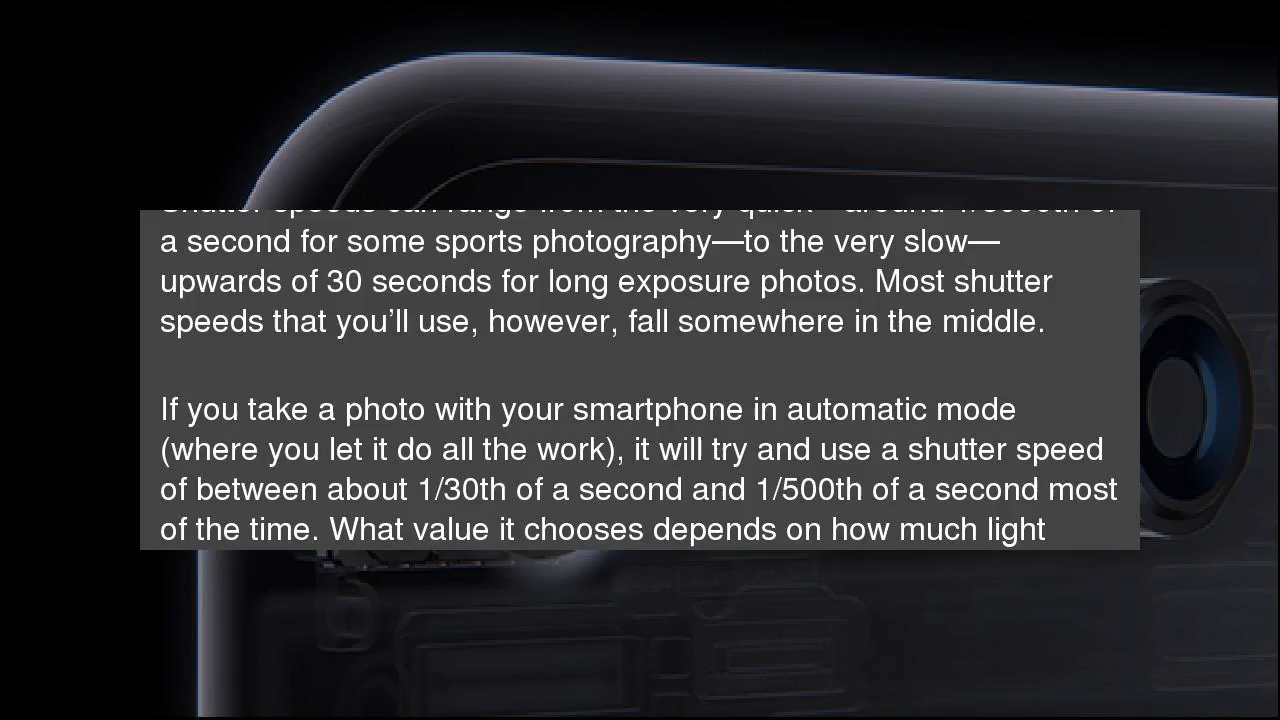 a second for some sports photography—to the very slow—
upwards of 30 seconds for long exposure photos. Most shutter
speeds that you’ll use, however, fall somewhere in the middle.
If you take a photo with your smartphone in automatic mode
(where you let it do all the work), it will try and use a shutter speed
of between about 1/30th of a second and 1/500th of a second most
of the time. What value it chooses depends on how much light